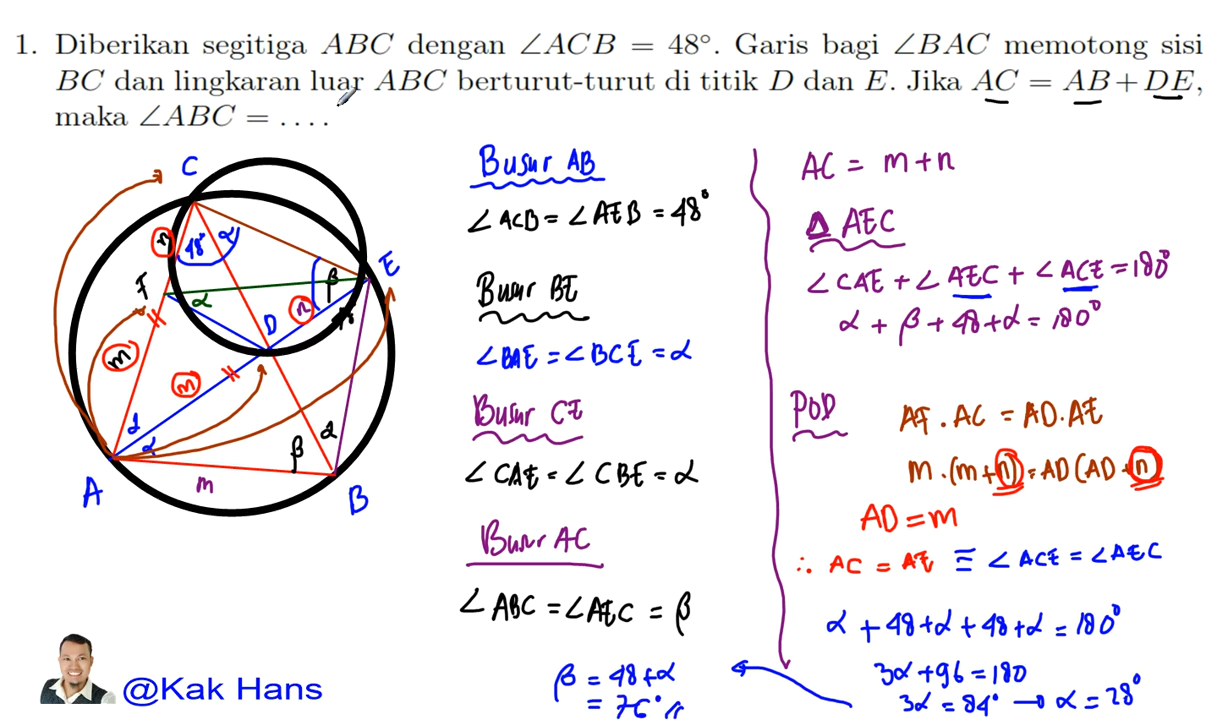 1. Diberikan segitiga ABC dengan ∠ACB = 48°. Garis bagi ∠BAC memotong sisi
BC dan lingkaran luar ABC berturut-turut di titik D dan E. Jika AC = AB + DE,
maka ∠ABC = . . . .
C
n
48°
α
E
F
α
β
n
D
m
m
α
α
β
α
A
m
B
Busur AB
∠ACB = ∠AEB = 48°
Busur BE
∠BAE = ∠BCE = α
Busur CE
∠CAE = ∠CBE = α
Busur AC
∠ABC = ∠AEC = β
β = 48 + α
= 76° //
AC = m + n
Δ AEC
∠CAE + ∠AEC + ∠ACE = 180°
α + β + 48 + α = 180°
POP
AF . AC = AD . AE
m . (m + n) = AD (AD + n)
AD = m
∴ AC = AE ≡ ∠ACE = ∠AEC
α + 48 + α + 48 + α = 180°
3α + 96 = 180
3α = 84° → α = 28°
@Kak Hans